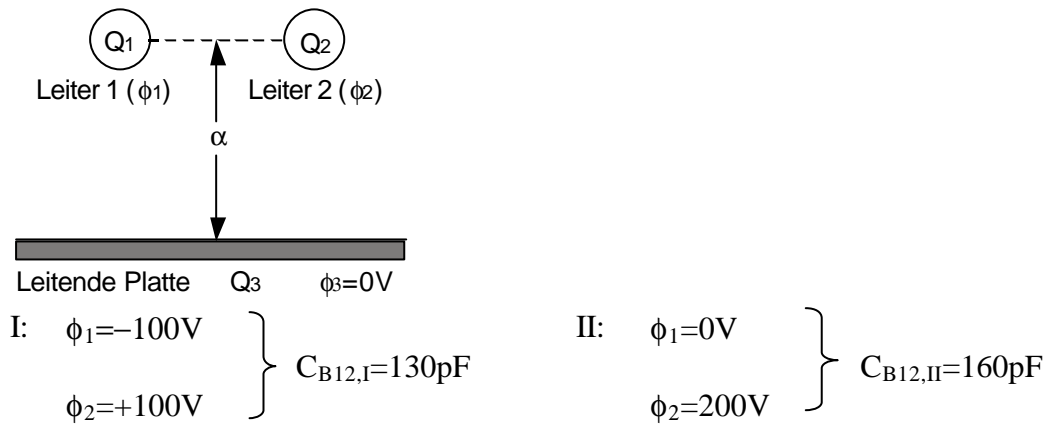 Q1 Q2
Leiter 1 (ϕ1) Leiter 2 (ϕ2)
α
Leitende Platte Q3 ϕ3=0V
I: ϕ1=−100V II: ϕ1=0V
CB12,I=130pF CB12,II=160pF
ϕ2=+100V ϕ2=200V